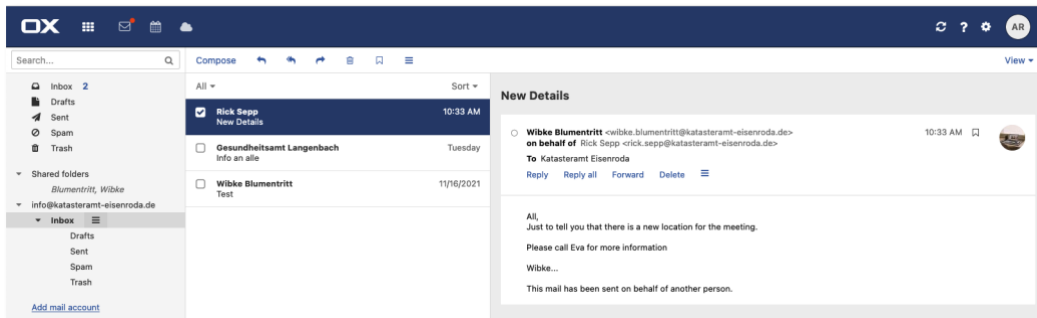 OX
AR
Search...
Compose
View
Inbox 2
Drafts
Sent
Spam
Trash
Shared folders
Blumentritt, Wibke
info@katasteramt-eisenroda.de
Inbox
Drafts
Sent
Spam
Trash
Add mail account
All
Sort
Rick Sepp 10:33 AM
New Details
Gesundheitsamt Langenbach Tuesday
Info an alle
Wibke Blumentritt 11/16/2021
Test
New Details
Wibke Blumentritt <wibke.blumentritt@katasteramt-eisenroda.de> 10:33 AM
on behalf of Rick Sepp <rick.sepp@katasteramt-eisenroda.de>
To Katasteramt Eisenroda
Reply Reply all Forward Delete
All,
Just to tell you that there is a new location for the meeting.
Please call Eva for more information
Wibke...
This mail has been sent on behalf of another person.